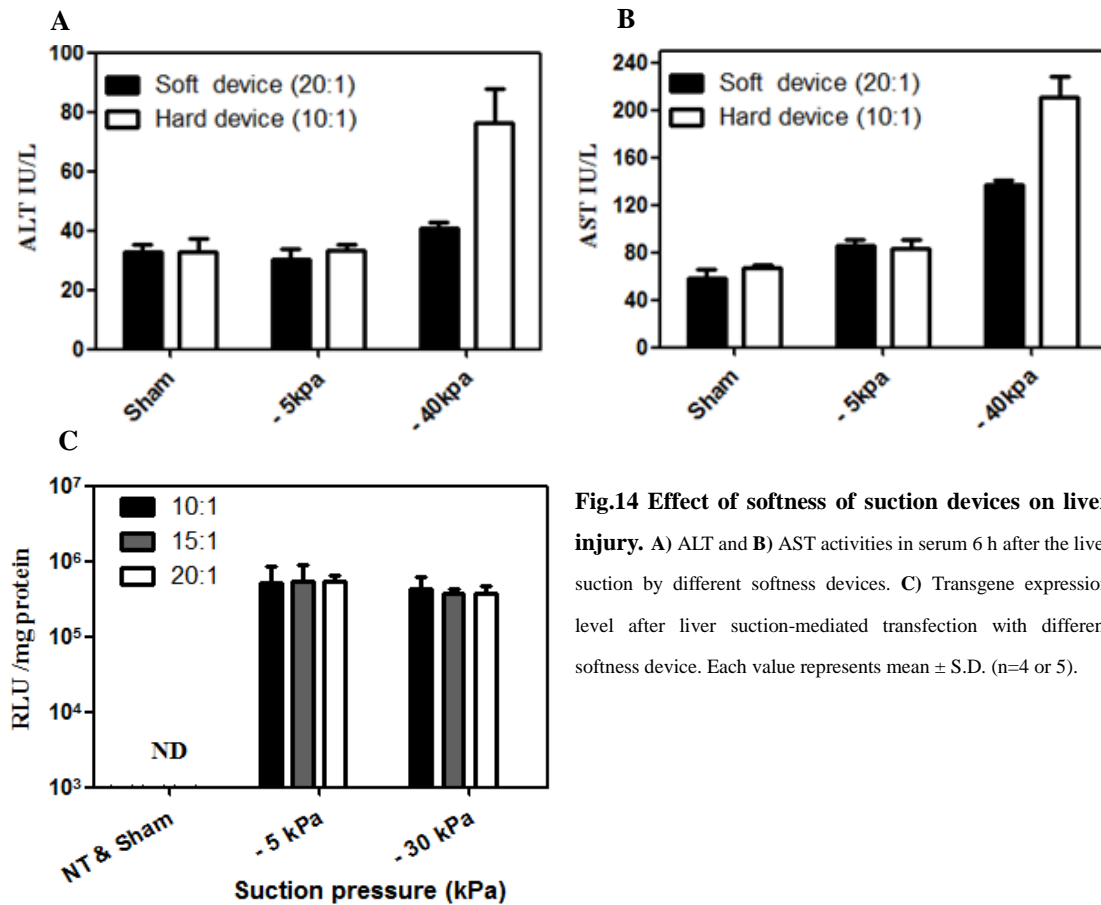 A
100
80
60
40
20
0
ALT IU/L
Soft device (20:1)
Hard device (10:1)
Sham
- 5kpa
- 40kpa
B
240
200
160
120
80
40
0
AST IU/L
Soft device (20:1)
Hard device (10:1)
Sham
- 5kpa
- 40kpa
C
10⁷
10⁶
10⁵
10⁴
10³
RLU /mg protein
10:1
15:1
20:1
ND
NT & Sham
- 5 kPa
- 30 kPa
Suction pressure (kPa)
Fig.14 Effect of softness of suction devices on liver
injury. A) ALT and B) AST activities in serum 6 h after the live
suction by different softness devices. C) Transgene expression
level after liver suction-mediated transfection with differen
softness device. Each value represents mean ± S.D. (n=4 or 5).